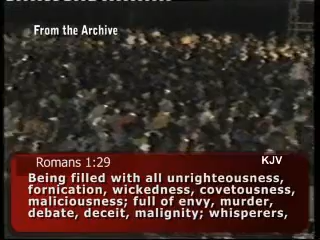 From the Archive
Romans 1:29
KJV
Being filled with all unrighteousness,
fornication, wickedness, covetousness,
maliciousness; full of envy, murder,
debate, deceit, malignity; whisperers,